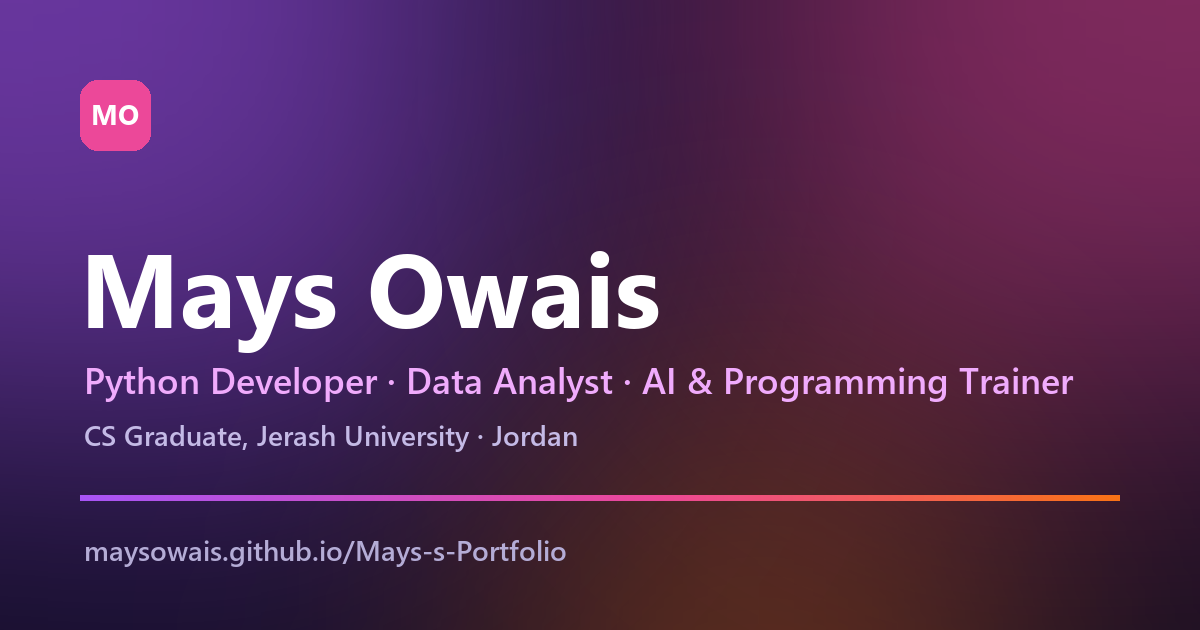 MO
Mays Owais
Python Developer · Data Analyst · AI & Programming Trainer
CS Graduate, Jerash University · Jordan
maysowais.github.io/Mays-s-Portfolio